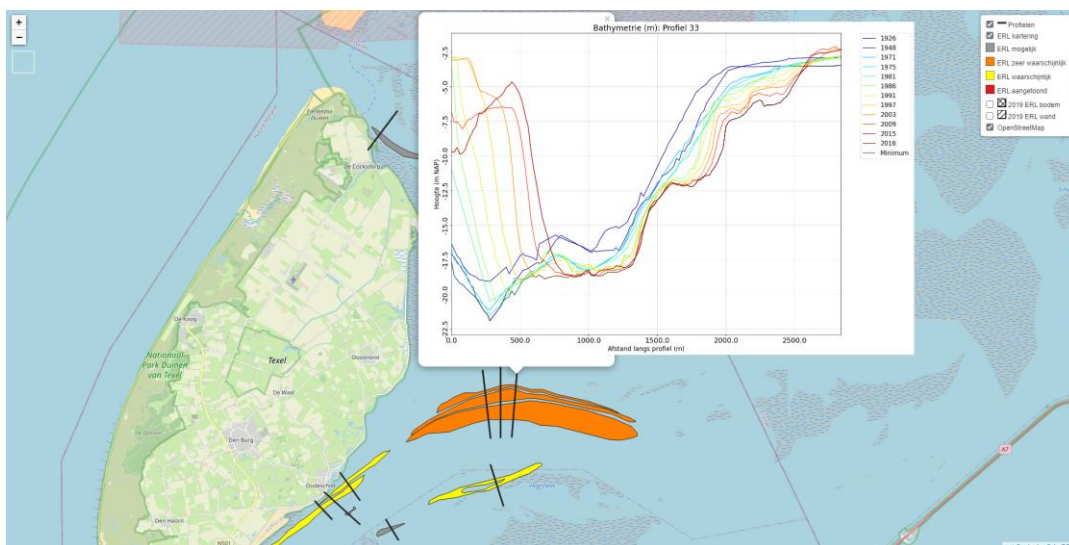 +
−
Bathymetrie (m): Profiel 33
×
Hoogte (m NAP)
-2.5
-5.0
-7.5
-10.0
-12.5
-15.0
-17.5
-20.0
-22.5
0.0
500.0
1000.0
1500.0
2000.0
2500.0
Afstand langs profiel (m)
1926
1948
1971
1975
1981
1986
1991
1997
2003
2009
2015
2016
Minimum
Profielen
ERL kartering
ERL mogelijk
ERL zeer waarschijnlijk
ERL waarschijnlijk
ERL aangetoond
2019 ERL bodem
2019 ERL wand
OpenStreetMap
De Cocksdorp
De Koog
Nationaal
Park Duinen
van Texel
Texel
Oosterend
De Waal
Den Burg
Oudeschild
Den Hoorn
N501
A7